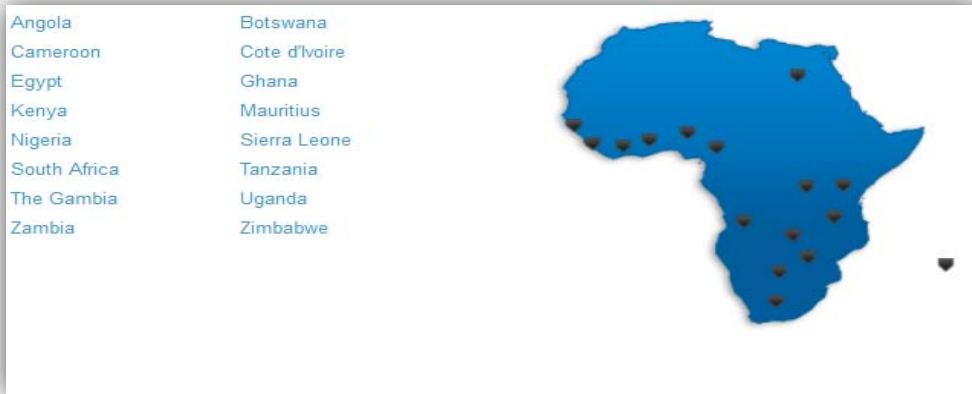 Angola Botswana
Cameroon Cote d'Ivoire
Egypt Ghana
Kenya Mauritius
Nigeria Sierra Leone
South Africa Tanzania
The Gambia Uganda
Zambia Zimbabwe